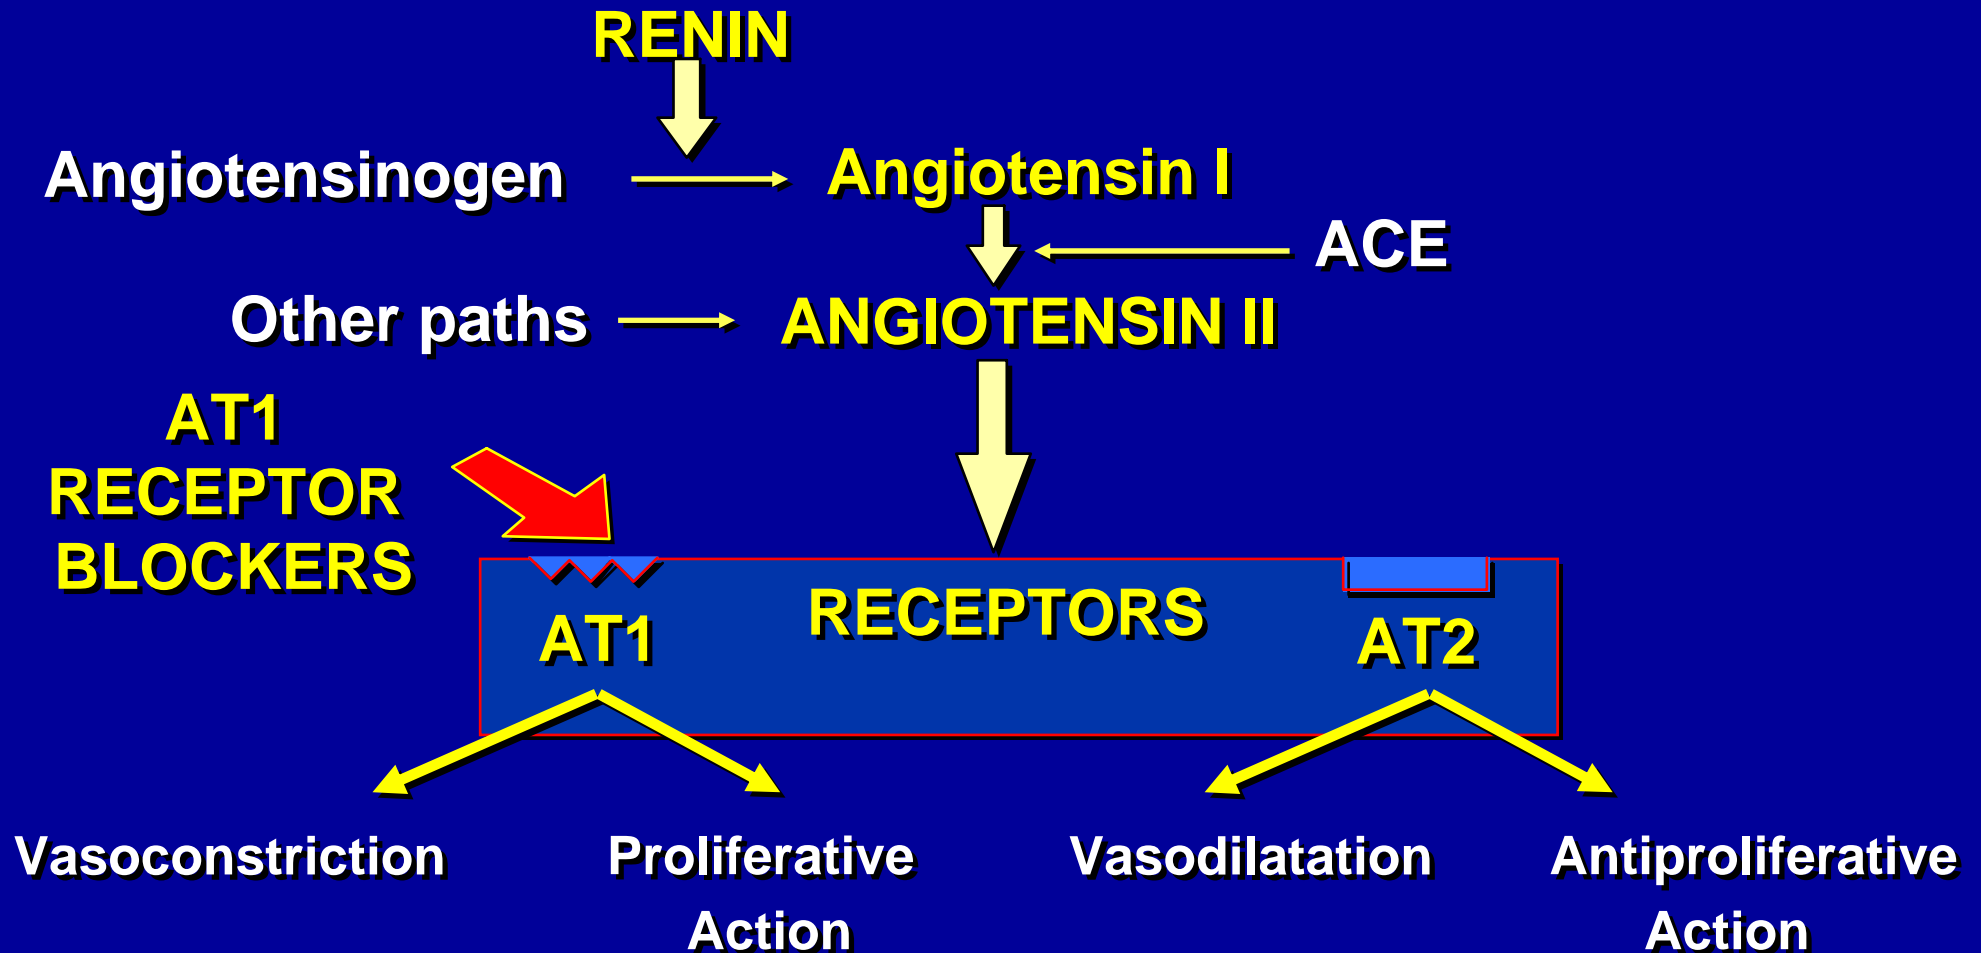 RENIN
Angiotensinogen
Angiotensin I
ACE
Other paths
ANGIOTENSIN II
AT1
RECEPTOR
BLOCKERS
RECEPTORS
AT1
AT2
Vasoconstriction
Proliferative
Action
Vasodilatation
Antiproliferative
Action